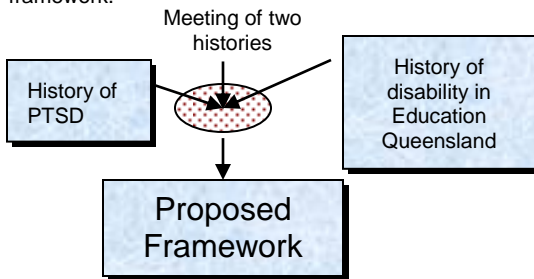 framework.
Meeting of two
histories
History of
PTSD
History of
disability in
Education
Queensland
Proposed
Framework